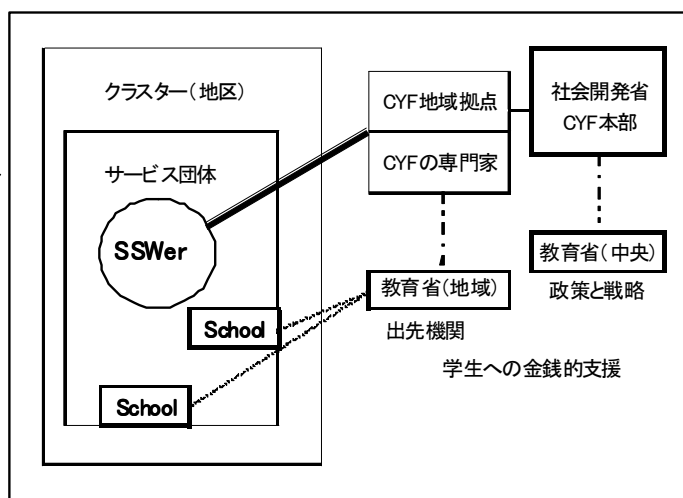 クラスター（地区）
サービス団体
SSWer
School
School
CYF地域拠点
CYFの専門家
教育省（地域）
出先機関
社会開発省
CYF本部
教育省（中央）
政策と戦略
学生への金銭的支援